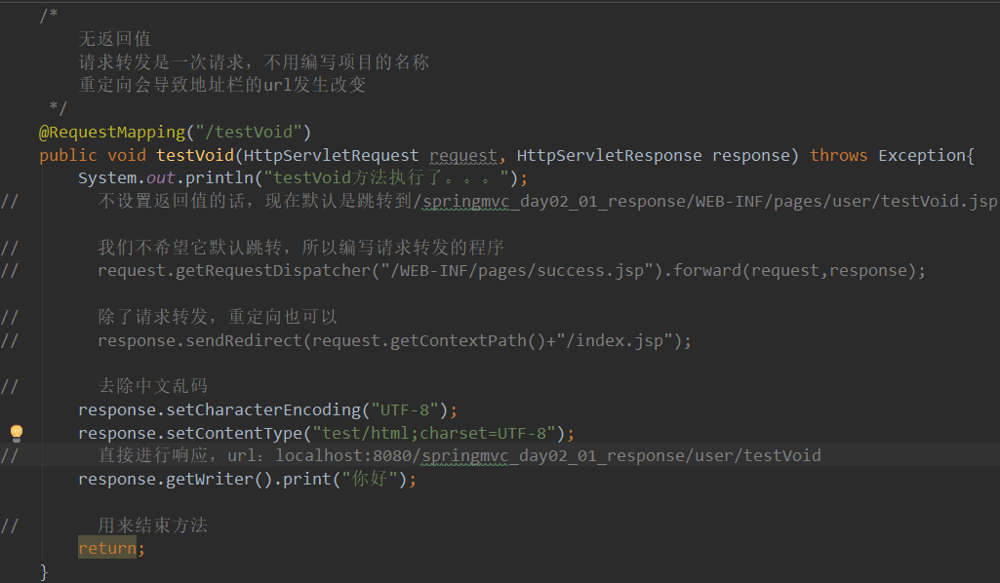 /*
无返回值
请求转发是一次请求，不用编写项目的名称
重定向会导致地址栏的url发生改变
*/
@RequestMapping("/testVoid")
public void testVoid(HttpServletRequest request, HttpServletResponse response) throws Exception{
System.out.println("testVoid方法执行了。。。");
// 不设置返回值的话，现在默认是跳转到/springmvc_day02_01_response/WEB-INF/pages/user/testVoid.jsp
// 我们不希望它默认跳转，所以编写请求转发的程序
// request.getRequestDispatcher("/WEB-INF/pages/success.jsp").forward(request,response);
// 除了请求转发，重定向也可以
// response.sendRedirect(request.getContextPath()+"/index.jsp");
// 去除中文乱码
response.setCharacterEncoding("UTF-8");
response.setContentType("test/html;charset=UTF-8");
// 直接进行响应，url：localhost:8080/springmvc_day02_01_response/user/testVoid
response.getWriter().print("你好");
// 用来结束方法
return;
}